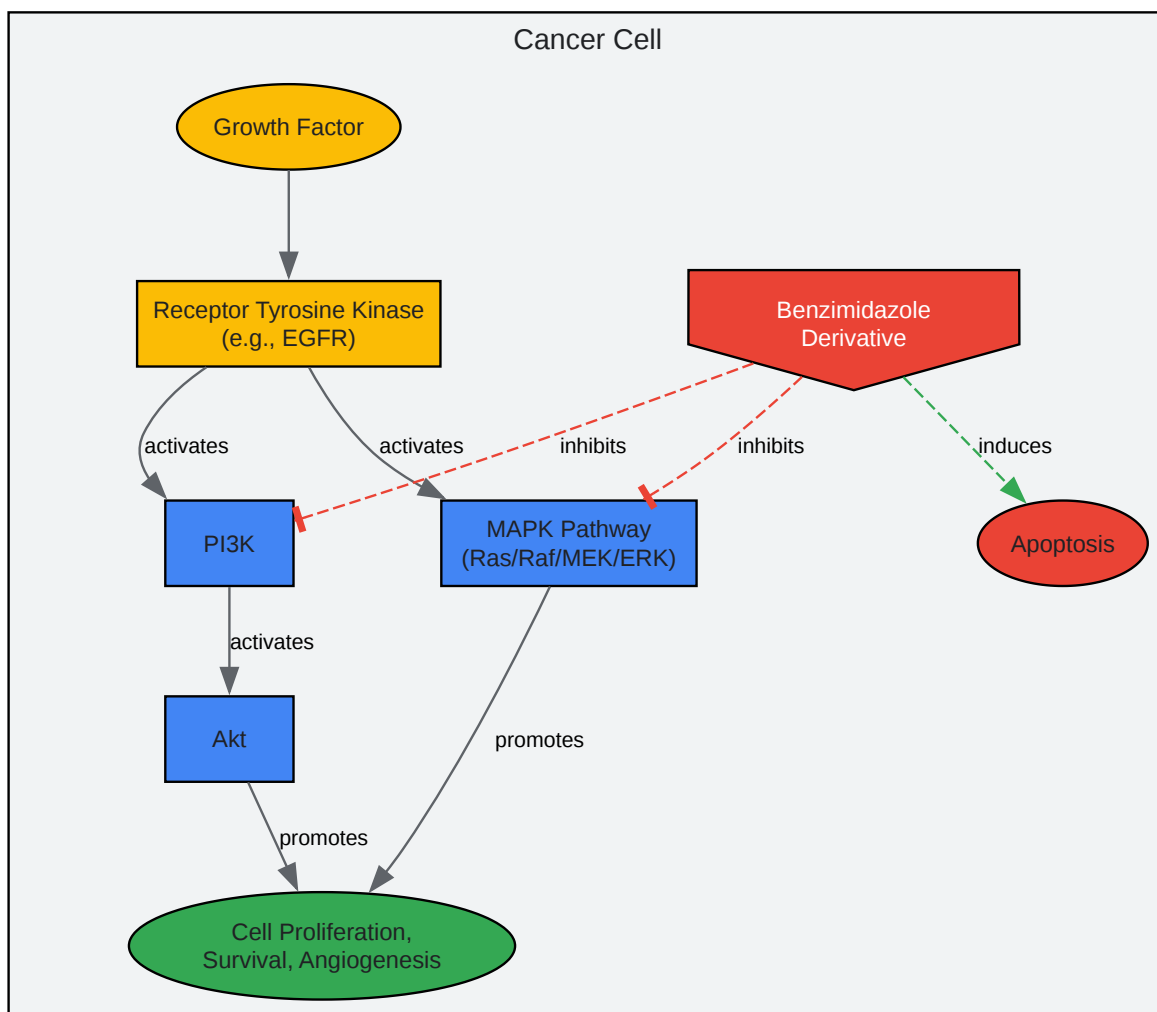 Cancer Cell
Growth Factor
Receptor Tyrosine Kinase
(e.g., EGFR)
Benzimidazole
Derivative
activates
activates
inhibits
inhibits
induces
PI3K
MAPK Pathway
(Ras/Raf/MEK/ERK)
Apoptosis
activates
Akt
promotes
promotes
Cell Proliferation,
Survival, Angiogenesis